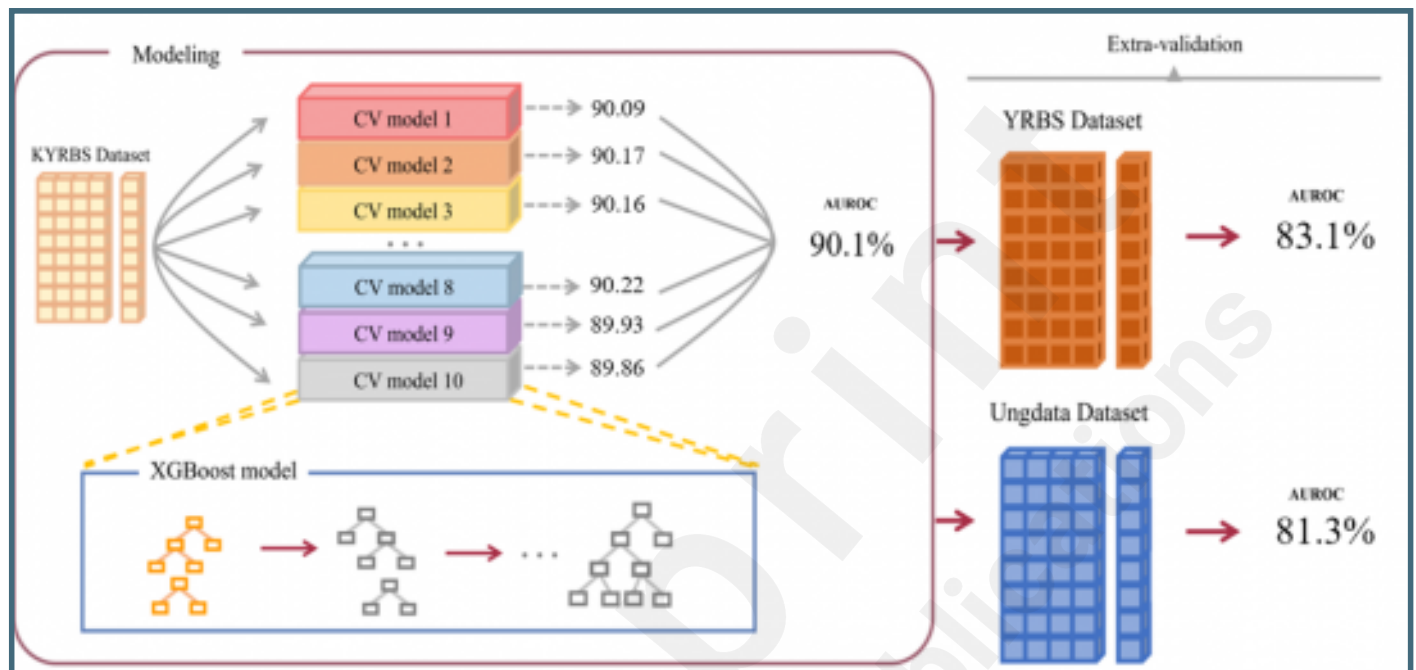 Modeling
Extra-validation
KYRBS Dataset
CV model 1
90.09
CV model 2
90.17
CV model 3
90.16
...
CV model 8
90.22
CV model 9
89.93
CV model 10
89.86
AUROC
90.1%
YRBS Dataset
AUROC
83.1%
Ungdata Dataset
AUROC
81.3%
XGBoost model
...
print